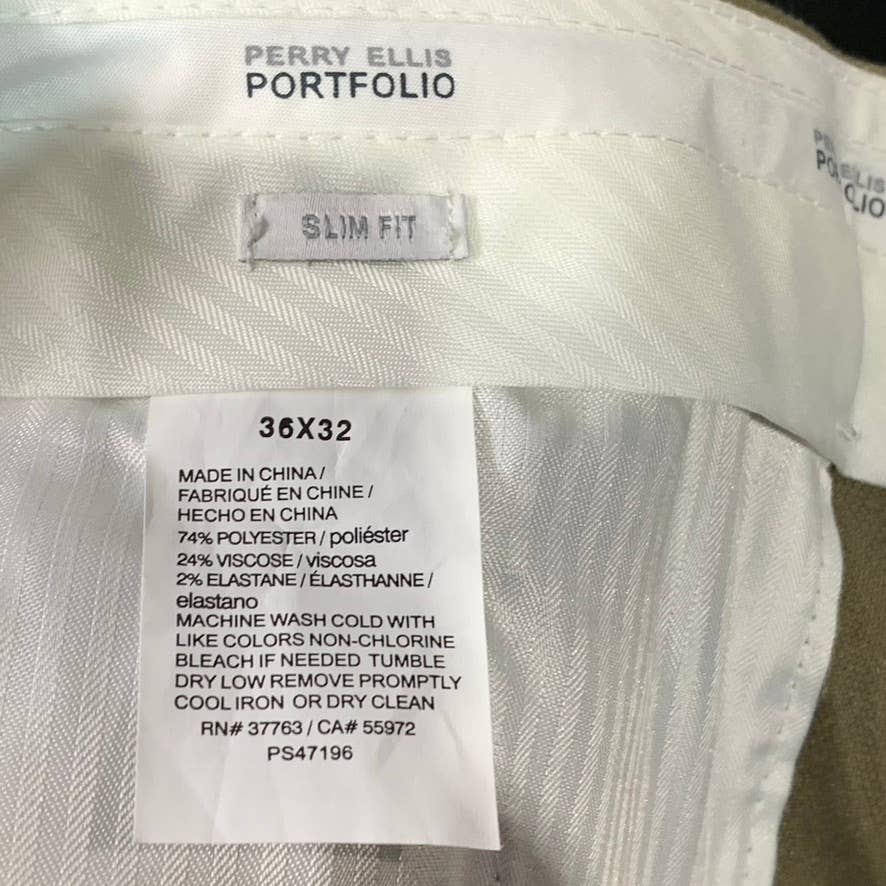 PERRY ELLIS
PORTFOLIO
SLIM FIT
36X32
MADE IN CHINA /
FABRIQUÉ EN CHINE /
HECHO EN CHINA
74% POLYESTER / poliéster
24% VISCOSE / viscosa
2% ELASTANE / ÉLASTHANNE /
elastano
MACHINE WASH COLD WITH
LIKE COLORS NON-CHLORINE
BLEACH IF NEEDED TUMBLE
DRY LOW REMOVE PROMPTLY
COOL IRON OR DRY CLEAN
RN# 37763 / CA# 55972
PS47196